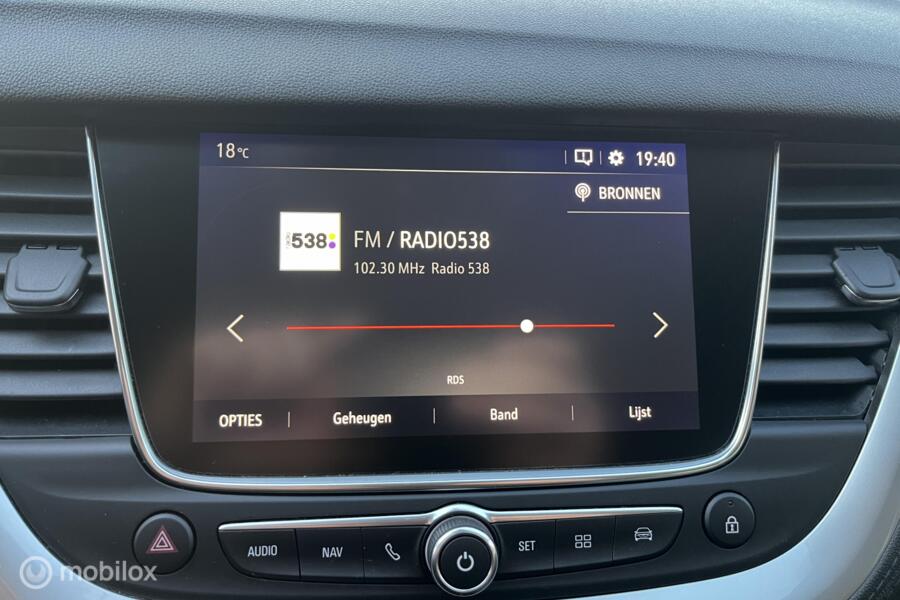 18°C
19:40
BRONNEN
radio
538
FM / RADIO538
102.30 MHz Radio 538
RDS
OPTIES
Geheugen
Band
Lijst
AUDIO
NAV
SET
mobilox